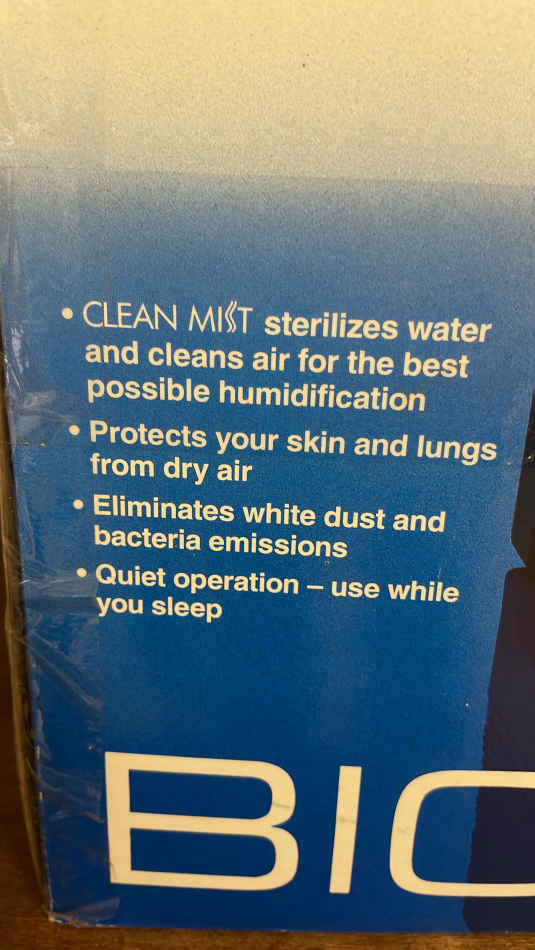 • CLEAN MIST sterilizes water
and cleans air for the best
possible humidification
• Protects your skin and lungs
from dry air
• Eliminates white dust and
bacteria emissions
• Quiet operation – use while
you sleep
BIO